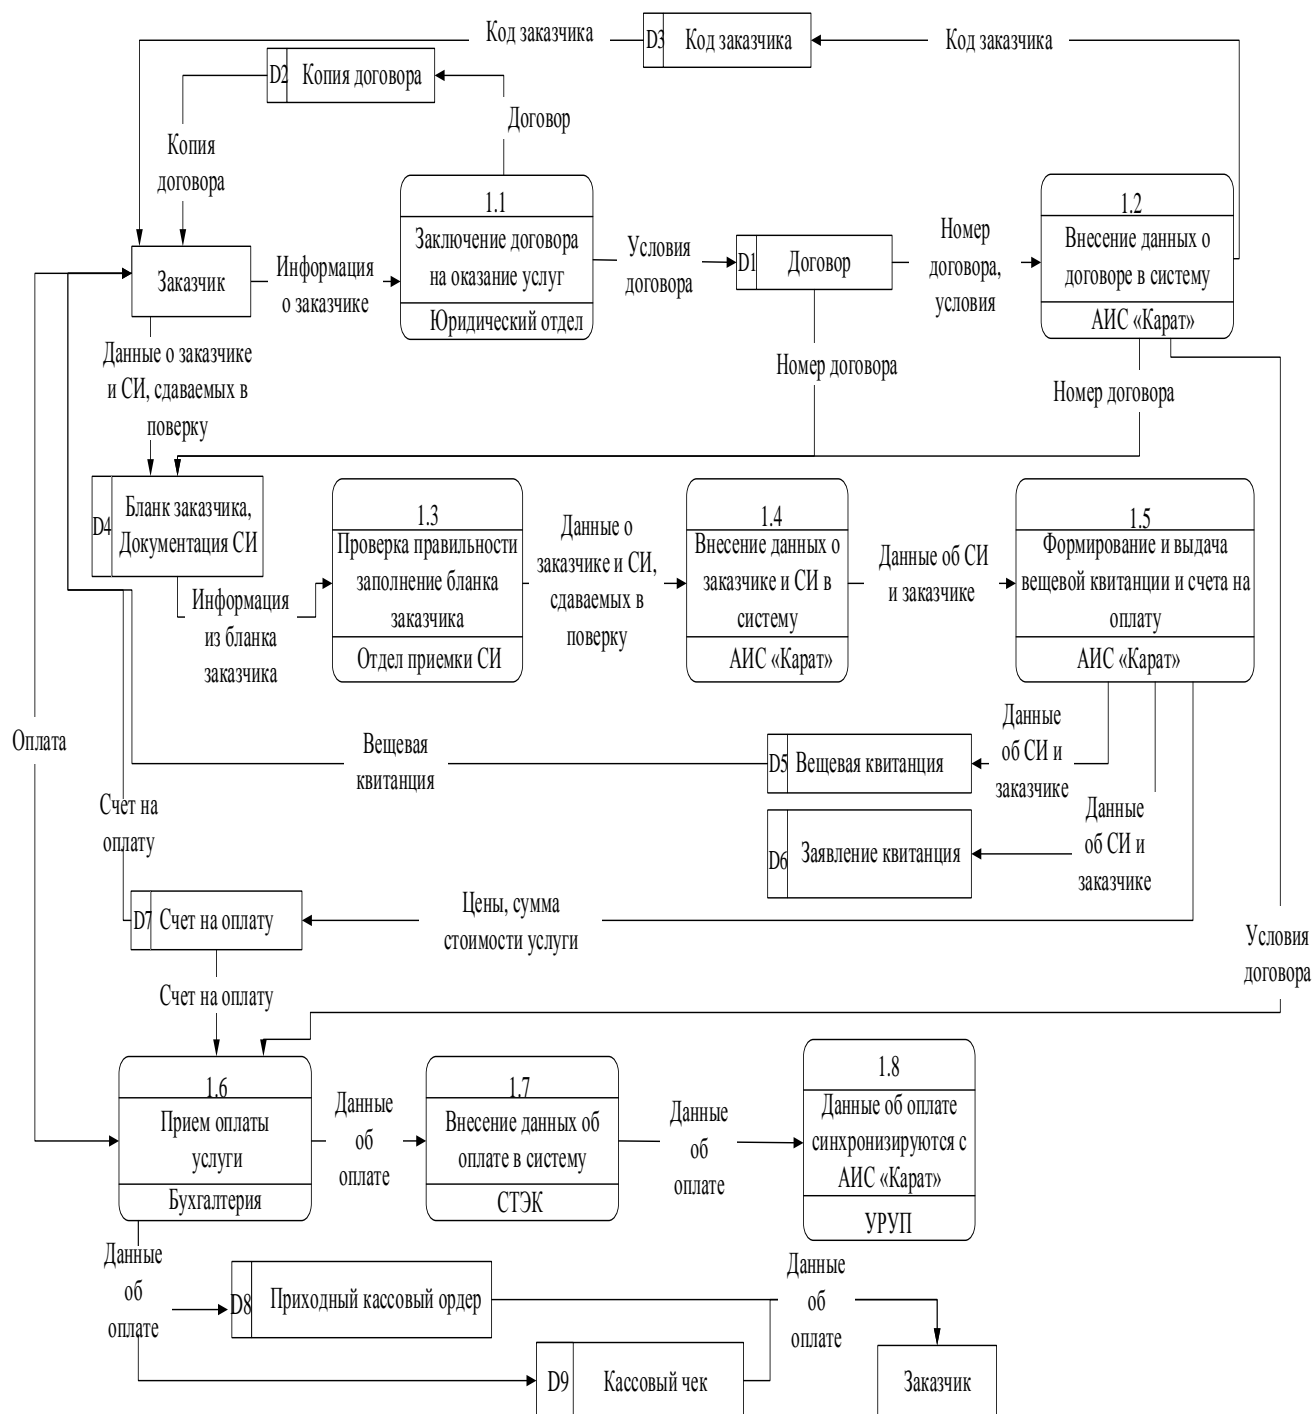 Код заказчика
D3
Код заказчика
Код заказчика
D2
Копия договора
Договор
Копия
договора
1.1
Заключение договора
на оказание услуг
Юридический отдел
1.2
Внесение данных о
договоре в систему
АИС «Карат»
Заказчик
Информация
о заказчике
Условия
договора
D1
Договор
Номер
договора,
условия
Данные о заказчике
и СИ, сдаваемых в
поверку
Номер договора
Номер договора
D4
Бланк заказчика,
Документация СИ
Информация
из бланка
заказчика
1.3
Проверка правильности
заполнение бланка
заказчика
Отдел приемки СИ
Данные о
заказчике и СИ,
сдаваемых в
поверку
1.4
Внесение данных о
заказчике и СИ в
систему
АИС «Карат»
Данные об СИ
и заказчике
1.5
Формирование и выдача
вещевой квитанции и счета на
оплату
АИС «Карат»
Оплата
Вещевая
квитанция
D5
Вещевая квитанция
Данные
об СИ и
заказчике
Счет на
оплату
D6
Заявление квитанция
Данные
об СИ и
заказчике
D7
Счет на оплату
Цены, сумма
стоимости услуги
Условия
договора
Счет на оплату
1.6
Прием оплаты
услуги
Бухгалтерия
Данные
об
оплате
1.7
Внесение данных об
оплате в систему
СТЭК
Данные
об
оплате
1.8
Данные об оплате
синхронизируются с
АИС «Карат»
УРУП
Данные
об
оплате
D8
Приходный кассовый ордер
Данные
об
оплате
D9
Кассовый чек
Заказчик